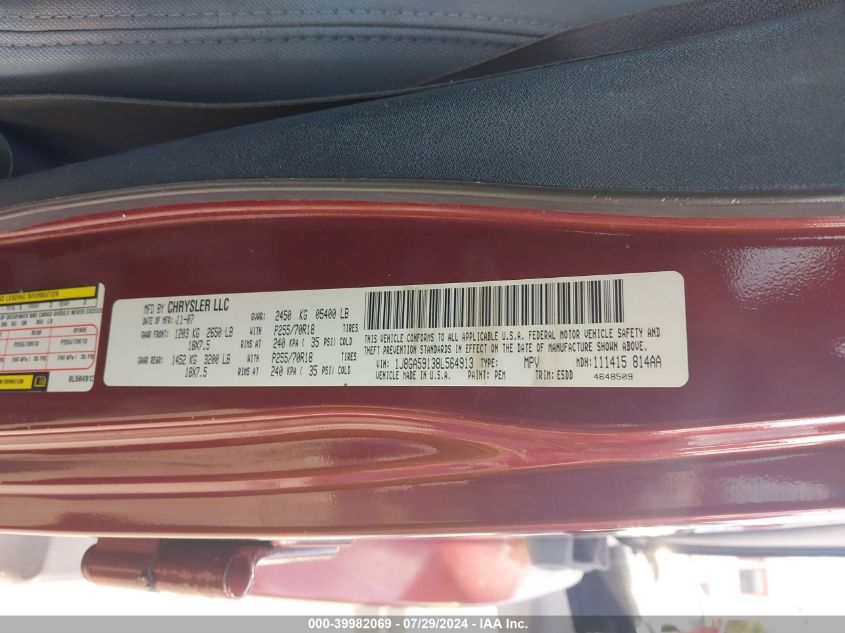 MFD BY CHRYSLER LLC
DATE OF MFR: 11-07
GVWR: 2450 KG 05400 LB
GAWR FRONT: 1203 KG 2650 LB WITH P255/70R18 TIRES
18X7.5 RIMS AT 240 KPA ( 35 PSI) COLD
GAWR REAR: 1452 KG 3200 LB WITH P255/70R18 TIRES
18X7.5 RIMS AT 240 KPA ( 35 PSI) COLD
THIS VEHICLE CONFORMS TO ALL APPLICABLE U.S.A. FEDERAL MOTOR VEHICLE SAFETY AND
THEFT PREVENTION STANDARDS IN EFFECT ON THE DATE OF MANUFACTURE SHOWN ABOVE.
VIN: 1J8GA59138L564913 TYPE: MPV MDH: 111415 814AA
VEHICLE MADE IN U.S.A. PAINT: PEM TRIM: E5DD 4648509
LOADING INFORMATION
REAR SPARE
8L564913
000-39982069 - 07/29/2024 - IAA, Inc.